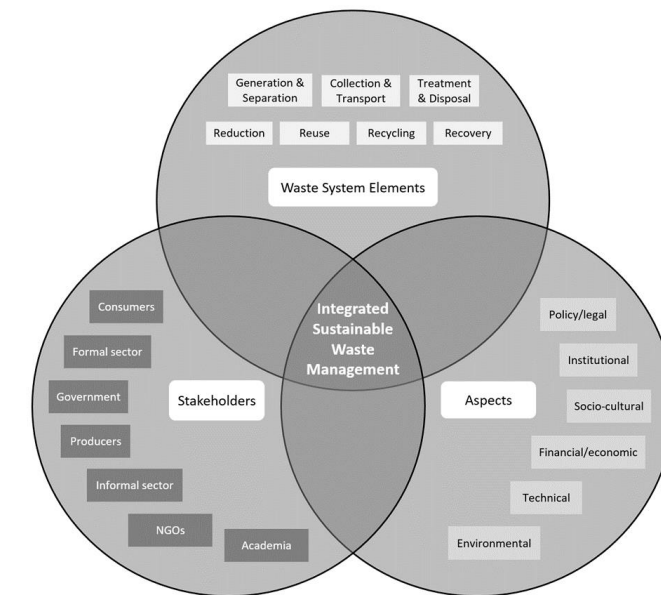 Generation &
Separation
Collection &
Transport
Treatment
& Disposal
Reduction
Reuse
Recycling
Recovery
Waste System Elements
Integrated
Sustainable
Waste
Management
Consumers
Formal sector
Government
Producers
Informal sector
NGOs
Academia
Stakeholders
Aspects
Policy/legal
Institutional
Socio-cultural
Financial/economic
Technical
Environmental